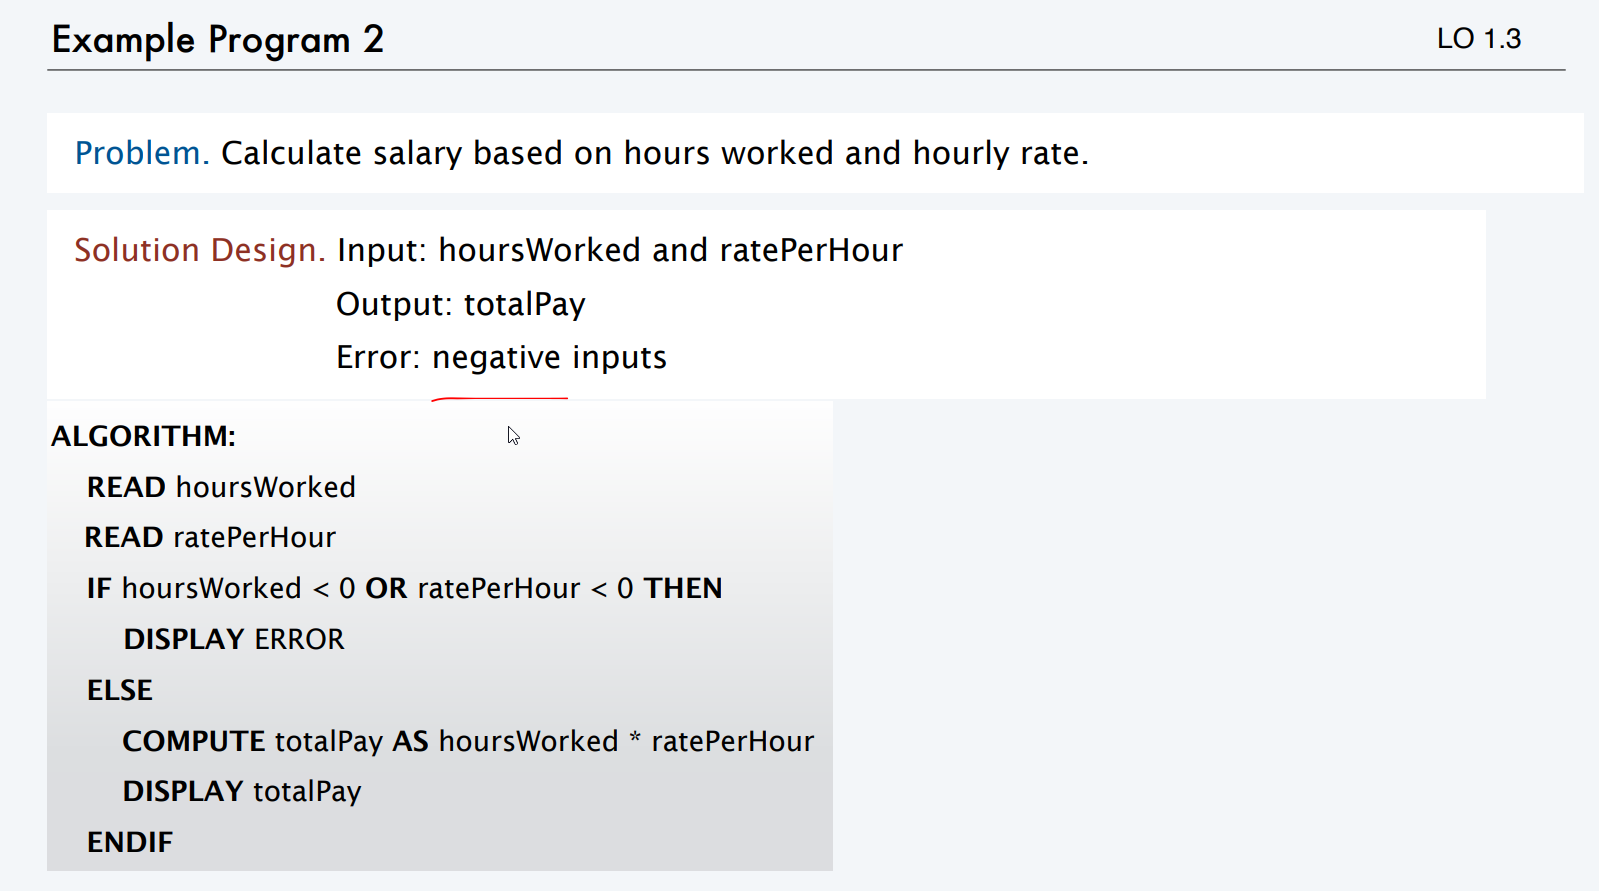 Example Program 2
LO 1.3
Problem. Calculate salary based on hours worked and hourly rate.
Solution Design. Input: hoursWorked and ratePerHour
Output: totalPay
Error: negative inputs
ALGORITHM:
READ hoursWorked
READ ratePerHour
IF hoursWorked < 0 OR ratePerHour < 0 THEN
DISPLAY ERROR
ELSE
COMPUTE totalPay AS hoursWorked * ratePerHour
DISPLAY totalPay
ENDIF